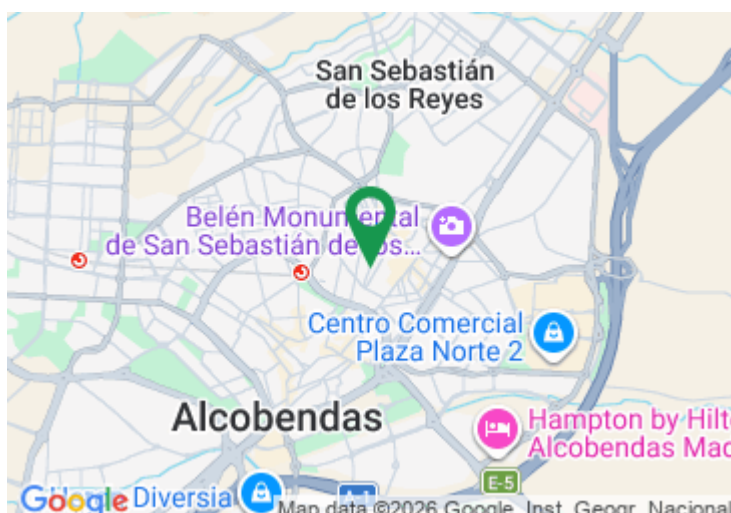 San Sebastián
de los Reyes
Belén Monumental
de San Sebastián de los...
Centro Comercial
Plaza Norte 2
Alcobendas
Hampton by Hilt
Alcobendas Mad
E-5
Google
Diversia
A-1
Map data ©2026 Google, Inst. Geogr. Nacional